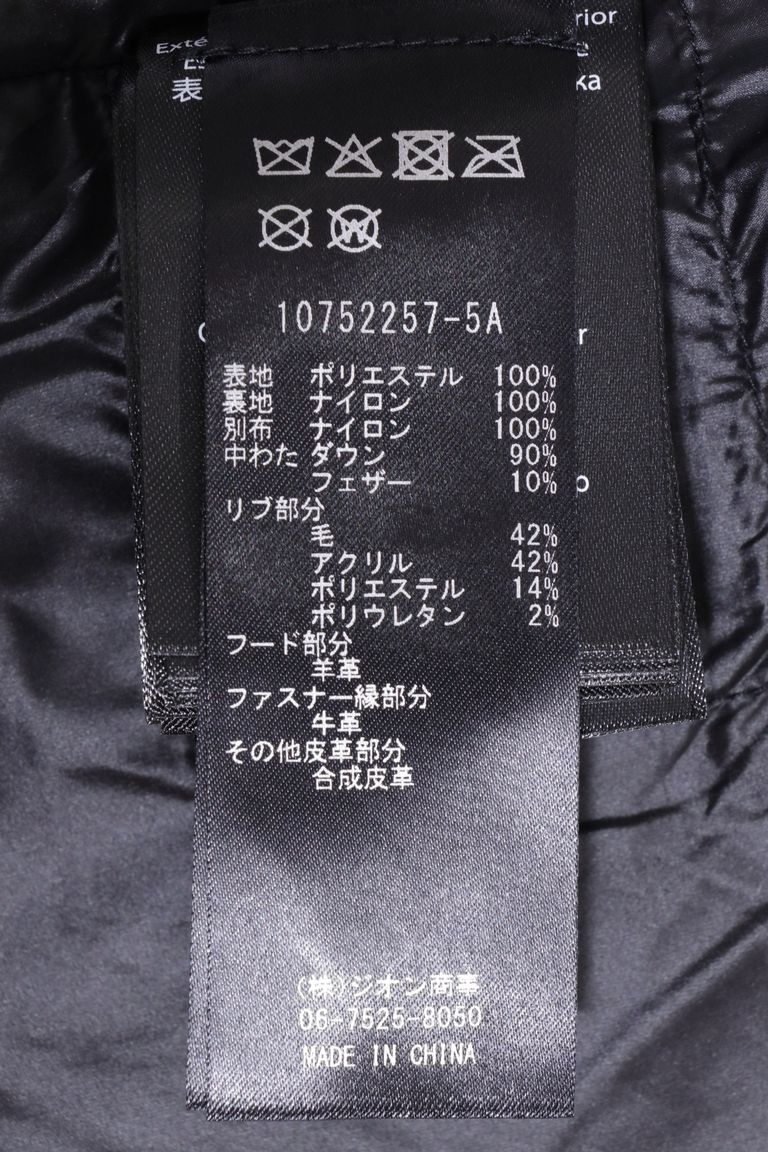 rior
表
ka
10752257-5A
r
表地 ポリエステル 100%
裏地 ナイロン 100%
別布 ナイロン 100%
中わた ダウン 90%
フェザー 10%
p
リブ部分
毛 42%
アクリル 42%
ポリエステル 14%
ポリウレタン 2%
フード部分
羊革
ファスナー縁部分
牛革
その他皮革部分
合成皮革
(株)ジオン商事
06-7525-8050
MADE IN CHINA